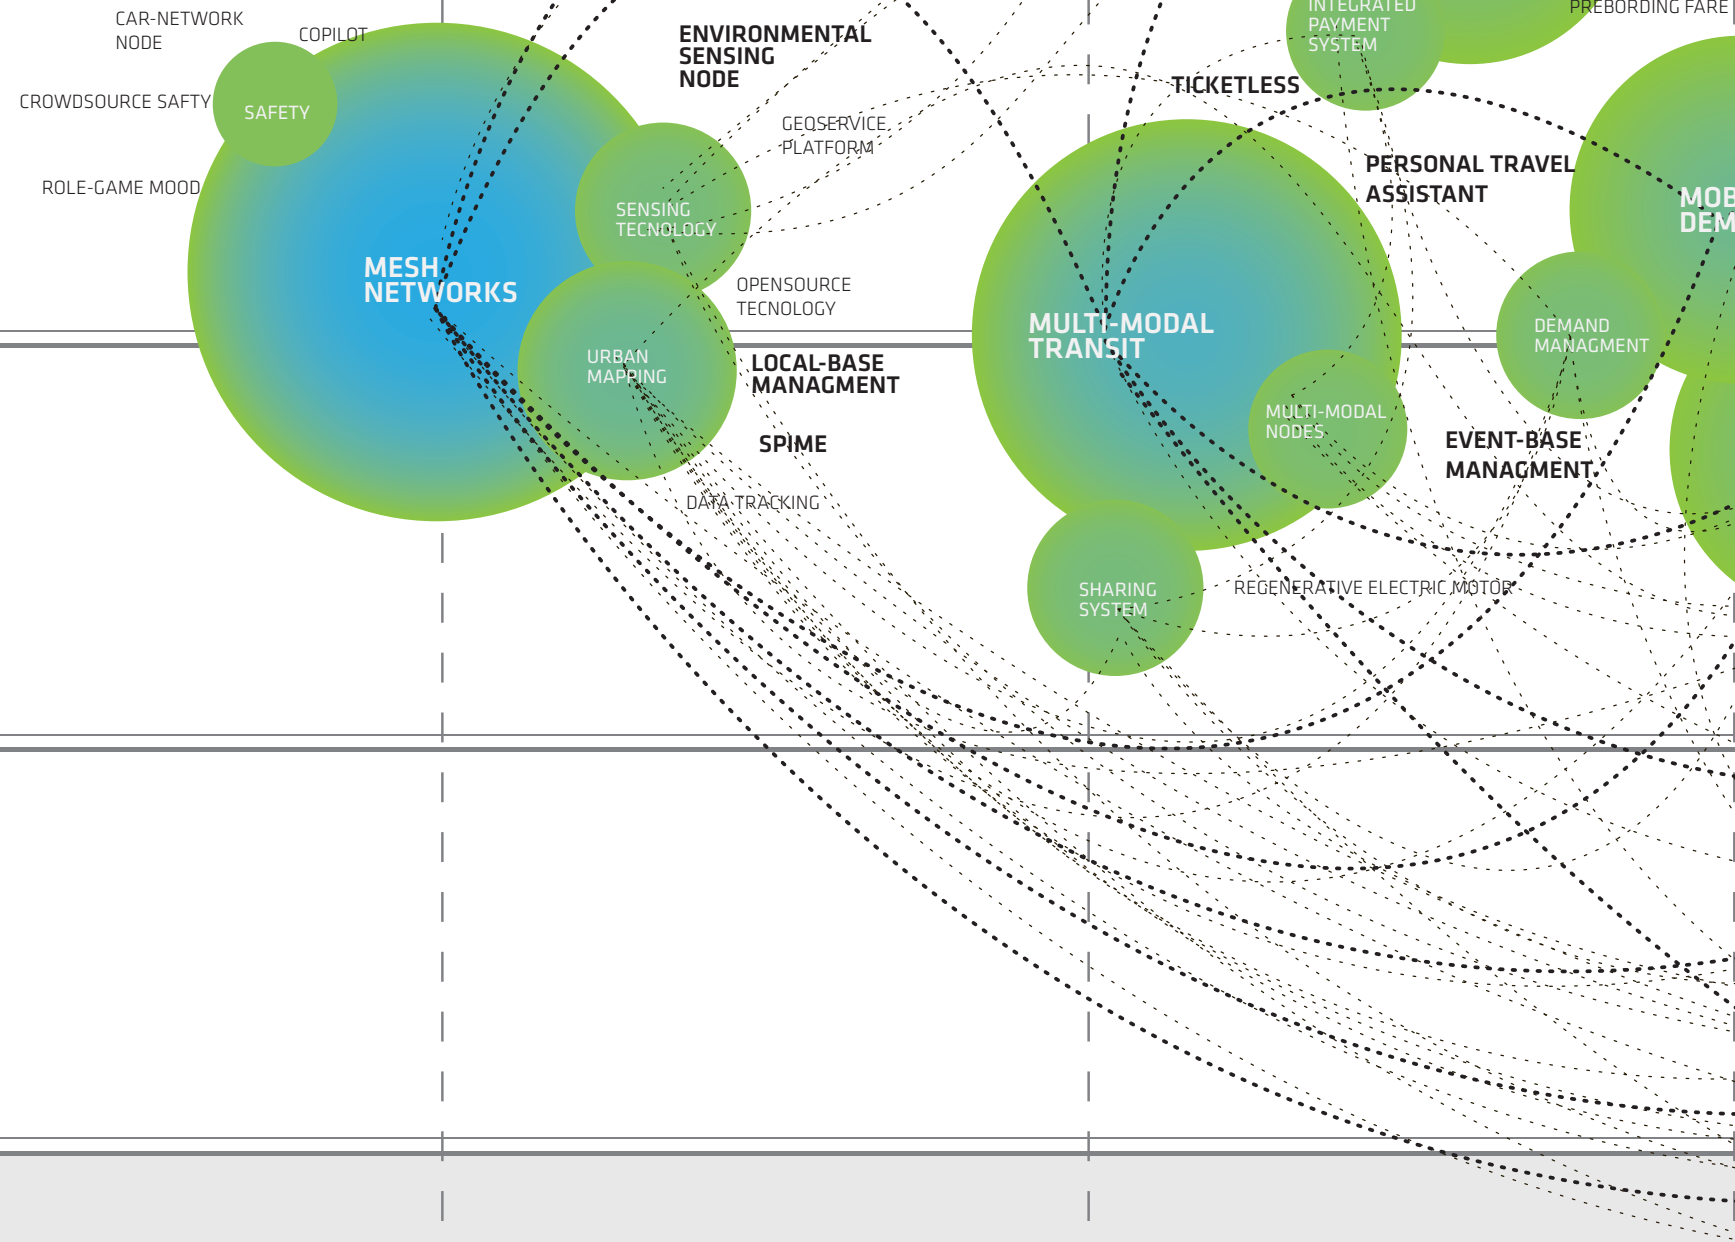 CAR-NETWORK
NODE
COPILOT
CROWDSOURCE SAFTY
SAFETY
ROLE-GAME MOOD
MESH
NETWORKS
ENVIRONMENTAL
SENSING
NODE
GEOSERVICE
PLATFORM
SENSING
TECNOLOGY
OPENSOURCE
TECNOLOGY
URBAN
MAPPING
LOCAL-BASE
MANAGMENT
SPIME
DATA TRACKING
INTEGRATED
PAYMENT
SYSTEM
PREBORDING FARE
TICKETLESS
PERSONAL TRAVEL
ASSISTANT
MULTI-MODAL
TRANSIT
MULTI-MODAL
NODES
SHARING
SYSTEM
REGENERATIVE ELECTRIC MOTOR
DEMAND
MANAGMENT
EVENT-BASE
MANAGMENT
MOB
DEM